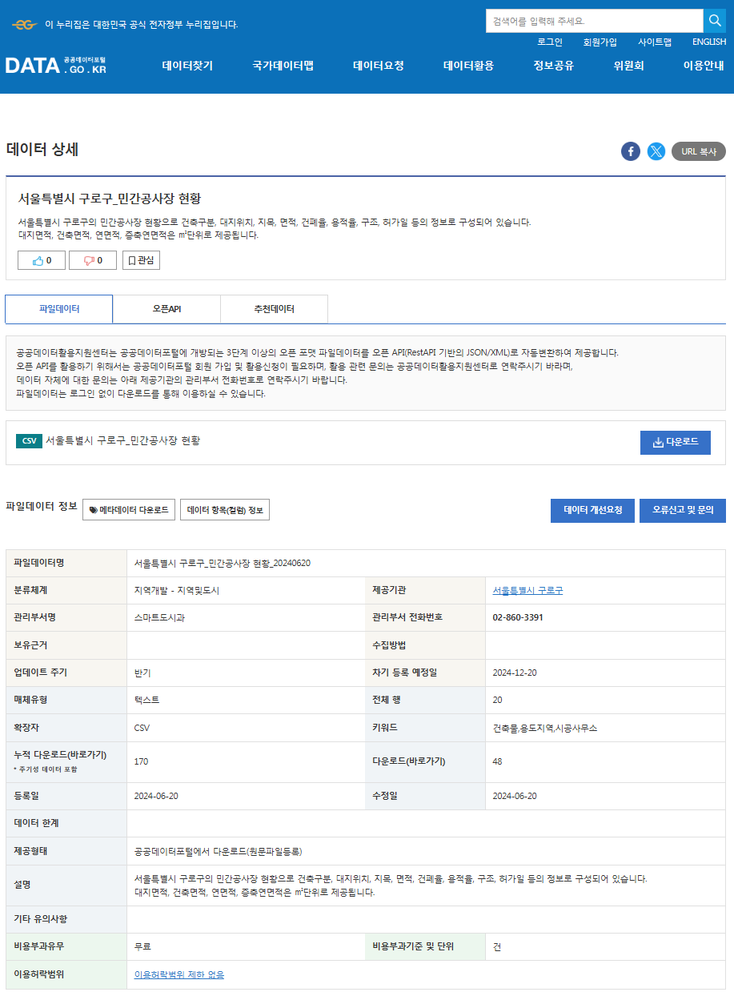 이 누리집은 대한민국 공식 전자정부 누리집입니다.
검색어를 입력해 주세요.
로그인 회원가입 사이트맵 ENGLISH
DATA 공공데이터포털 .GO.KR
데이터찾기 국가데이터맵 데이터요청 데이터활용 정보공유 위원회 이용안내
데이터 상세
URL 복사
서울특별시 구로구_민간공사장 현황
서울특별시 구로구의 민간공사장 현황으로 건축구분, 대지위치, 지목, 면적, 건폐율, 용적율, 구조, 허가일 등의 정보로 구성되어 있습니다.
대지면적, 건축면적, 연면적, 증축연면적은 ㎡단위로 제공됩니다.
0 0 관심
파일데이터 오픈API 추천데이터
공공데이터활용지원센터는 공공데이터포털에 개방되는 3단계 이상의 오픈 포맷 파일데이터를 오픈 API(RestAPI 기반의 JSON/XML)로 자동변환하여 제공합니다.
오픈 API를 활용하기 위해서는 공공데이터포털 회원 가입 및 활용신청이 필요하며, 활용 관련 문의는 공공데이터활용지원센터로 연락주시기 바라며,
데이터 자체에 대한 문의는 아래 제공기관의 관리부서 전화번호로 연락주시기 바랍니다.
파일데이터는 로그인 없이 다운로드를 통해 이용하실 수 있습니다.
CSV 서울특별시 구로구_민간공사장 현황 다운로드
파일데이터 정보 메타데이터 다운로드 데이터 항목(컬럼) 정보 데이터 개선요청 오류신고 및 문의
파일데이터명 서울특별시 구로구_민간공사장 현황_20240620
분류체계 지역개발 - 지역및도시 제공기관 서울특별시 구로구
관리부서명 스마트도시과 관리부서 전화번호 02-860-3391
보유근거 수집방법
업데이트 주기 반기 차기 등록 예정일 2024-12-20
매체유형 텍스트 전체 행 20
확장자 CSV 키워드 건축물,용도지역,시공사무소
누적 다운로드(바로가기) 170 다운로드(바로가기) 48
* 주기성 데이터 포함
등록일 2024-06-20 수정일 2024-06-20
데이터 한계
제공형태 공공데이터포털에서 다운로드(원문파일등록)
설명 서울특별시 구로구의 민간공사장 현황으로 건축구분, 대지위치, 지목, 면적, 건폐율, 용적율, 구조, 허가일 등의 정보로 구성되어 있습니다.
대지면적, 건축면적, 연면적, 증축연면적은 ㎡단위로 제공됩니다.
기타 유의사항
비용부과유무 무료 비용부과기준 및 단위 건
이용허락범위 이용허락범위 제한 없음